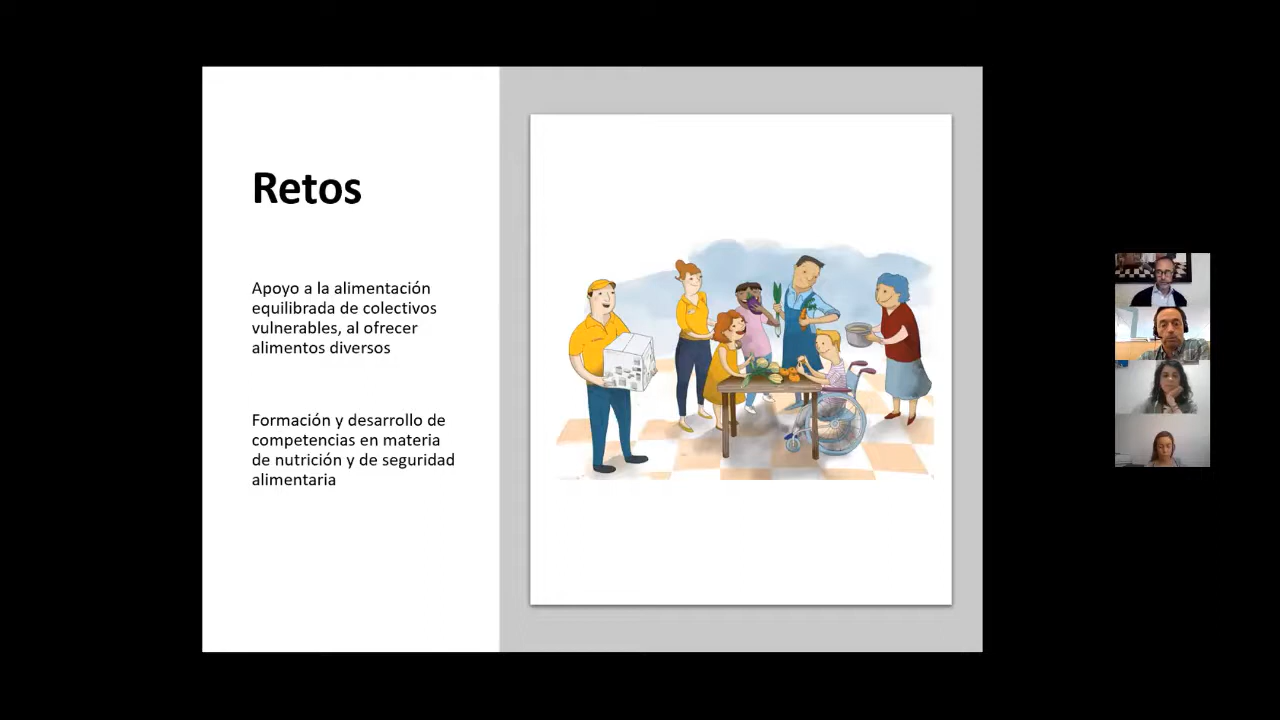 Retos
Apoyo a la alimentación
equilibrada de colectivos
vulnerables, al ofrecer
alimentos diversos
Formación y desarrollo de
competencias en materia
de nutrición y de seguridad
alimentaria